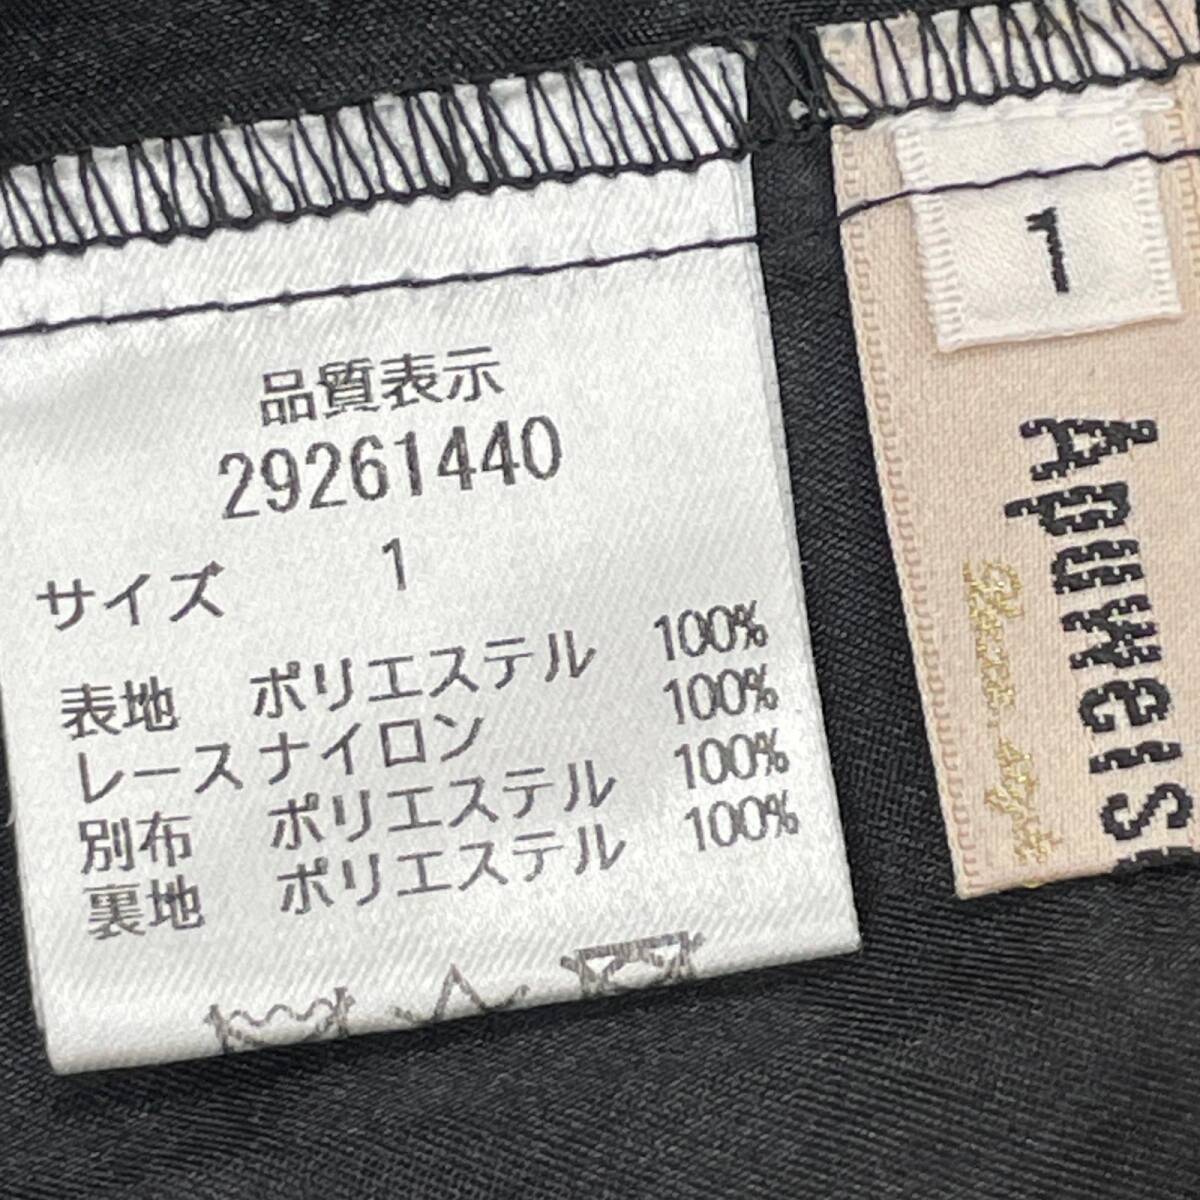 品質表示
29261440
サイズ 1
表地 ポリエステル 100%
レース ナイロン 100%
別布 ポリエステル 100%
裏地 ポリエステル 100%
1
Apuweis